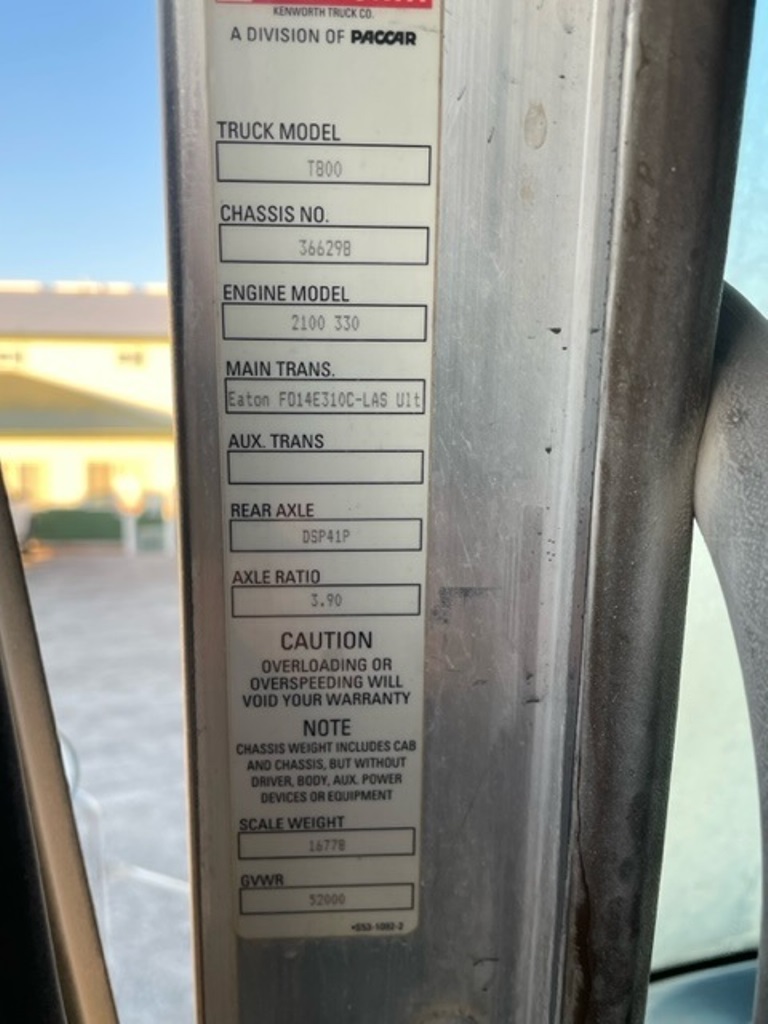 KENWORTH TRUCK CO.
A DIVISION OF PACCAR
TRUCK MODEL
T800
CHASSIS NO.
366298
ENGINE MODEL
2100 330
MAIN TRANS.
Eaton FO14E310C-LAS Ult
AUX. TRANS
REAR AXLE
DSP41P
AXLE RATIO
3.90
CAUTION
OVERLOADING OR
OVERSPEEDING WILL
VOID YOUR WARRANTY
NOTE
CHASSIS WEIGHT INCLUDES CAB
AND CHASSIS, BUT WITHOUT
DRIVER, BODY, AUX. POWER
DEVICES OR EQUIPMENT
SCALE WEIGHT
16778
GVWR
52000